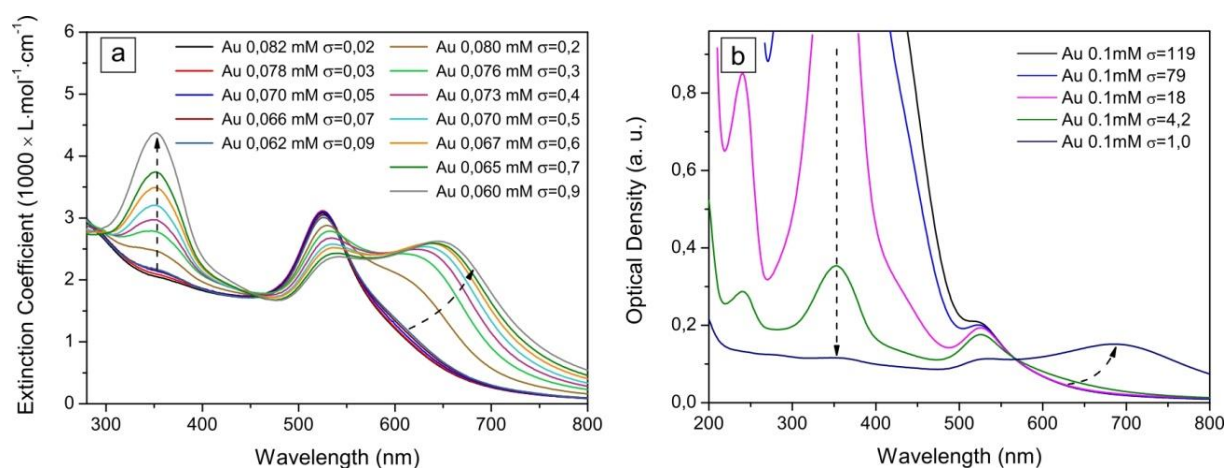 a
Extinction Coefficient (1000 × L·mol⁻¹·cm⁻¹)
6
5
4
3
2
1
0
Au 0,082 mM σ=0,02
Au 0,078 mM σ=0,03
Au 0,070 mM σ=0,05
Au 0,066 mM σ=0,07
Au 0,062 mM σ=0,09
Au 0,080 mM σ=0,2
Au 0,076 mM σ=0,3
Au 0,073 mM σ=0,4
Au 0,070 mM σ=0,5
Au 0,067 mM σ=0,6
Au 0,065 mM σ=0,7
Au 0,060 mM σ=0,9
300 400 500 600 700 800
Wavelength (nm)
b
Optical Density (a. u.)
0,8
0,6
0,4
0,2
0,0
Au 0.1mM σ=119
Au 0.1mM σ=79
Au 0.1mM σ=18
Au 0.1mM σ=4,2
Au 0.1mM σ=1,0
200 300 400 500 600 700 800
Wavelength (nm)